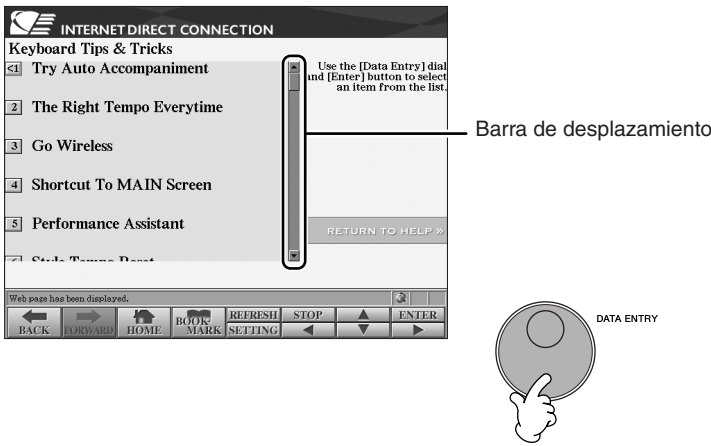 INTERNET DIRECT CONNECTION
Keyboard Tips & Tricks
<1 Try Auto Accompaniment
2 The Right Tempo Everytime
3 Go Wireless
4 Shortcut To MAIN Screen
5 Performance Assistant
Style Tempo Reset
Use the [Data Entry] dial
and [Enter] button to select
an item from the list.
Barra de desplazamiento
RETURN TO HELP »
Web page has been displayed.
BACK FORWARD HOME BOOK MARK REFRESH STOP ENTER
SETTING
DATA ENTRY